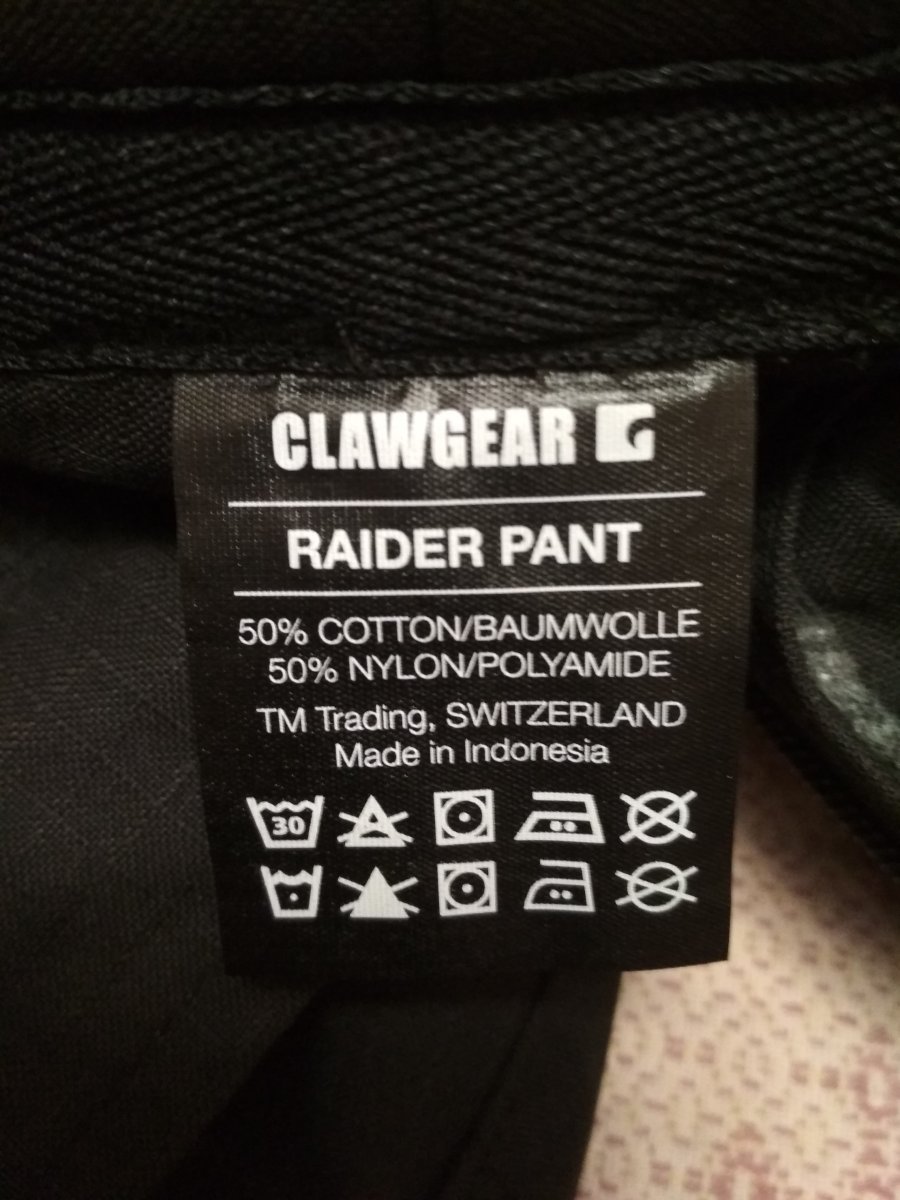 CLAWGEAR
RAIDER PANT
50% COTTON/BAUMWOLLE
50% NYLON/POLYAMIDE
TM Trading, SWITZERLAND
Made in Indonesia
30